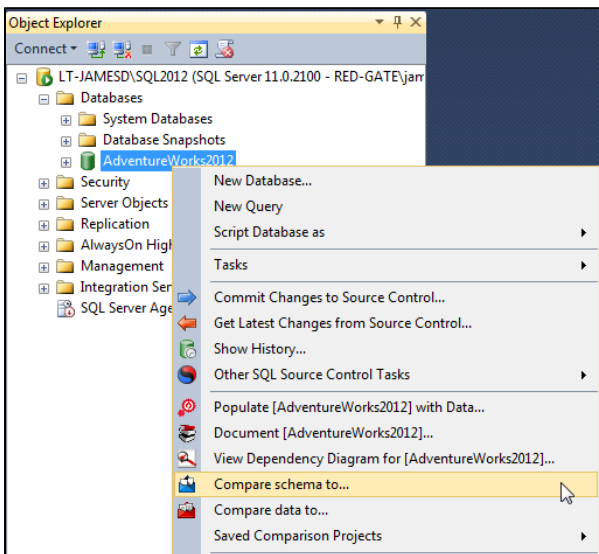 Object Explorer
Connect
LT-JAMESD\SQL2012 (SQL Server 11.0.2100 - RED-GATE\jam
Databases
System Databases
Database Snapshots
AdventureWorks2012
Security
Server Objects
Replication
AlwaysOn High
Management
Integration Ser
SQL Server Age
New Database...
New Query
Script Database as
Tasks
Commit Changes to Source Control...
Get Latest Changes from Source Control...
Show History...
Other SQL Source Control Tasks
Populate [AdventureWorks2012] with Data...
Document [AdventureWorks2012]...
View Dependency Diagram for [AdventureWorks2012]...
Compare schema to...
Compare data to...
Saved Comparison Projects